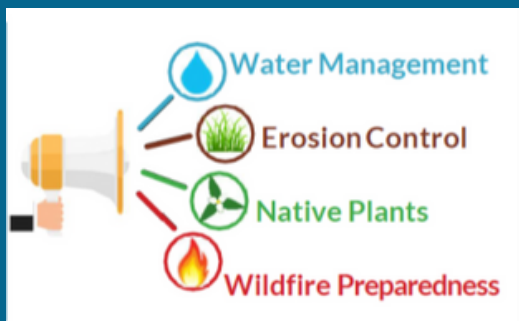 Water Management
Erosion Control
Native Plants
Wildfire Preparedness